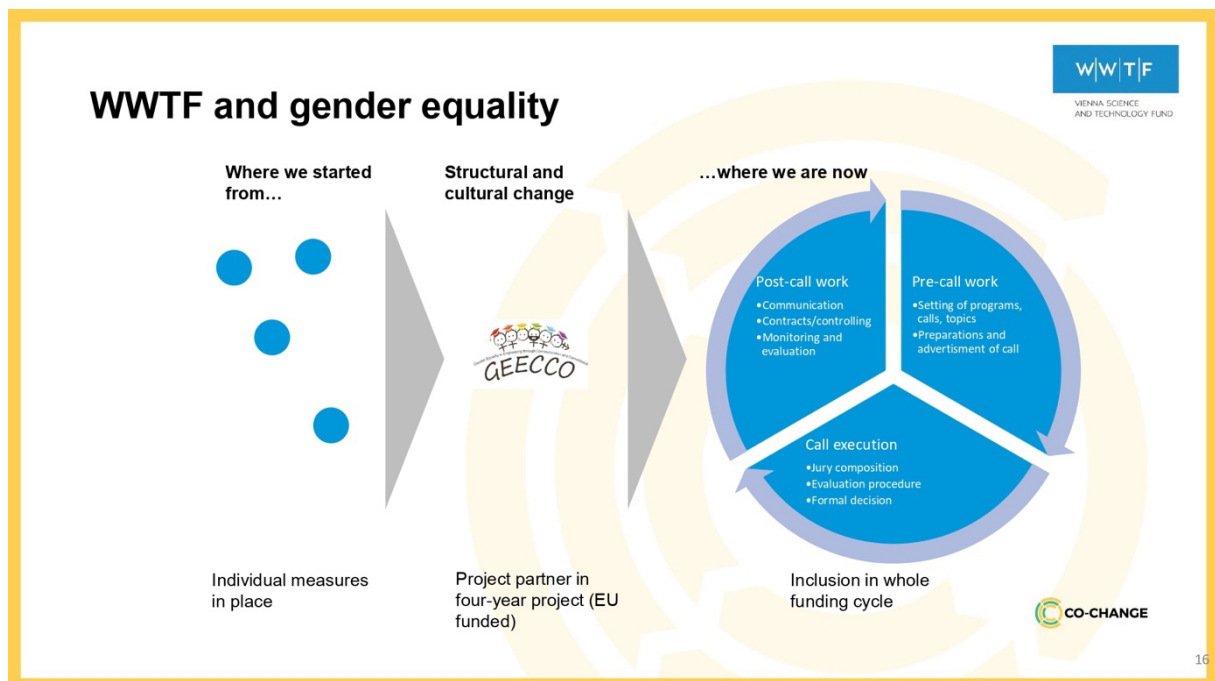 W|W|T|F
VIENNA SCIENCE
AND TECHNOLOGY FUND
WWTF and gender equality
Where we started
from…
Structural and
cultural change
…where we are now
Post-call work
•Communication
•Contracts/controlling
•Monitoring and
evaluation
Pre-call work
•Setting of programs,
calls, topics
•Preparations and
advertisment of call
Call execution
•Jury composition
•Evaluation procedure
•Formal decision
GEECCO
Individual measures
in place
Project partner in
four-year project (EU
funded)
Inclusion in whole
funding cycle
CO-CHANGE
16